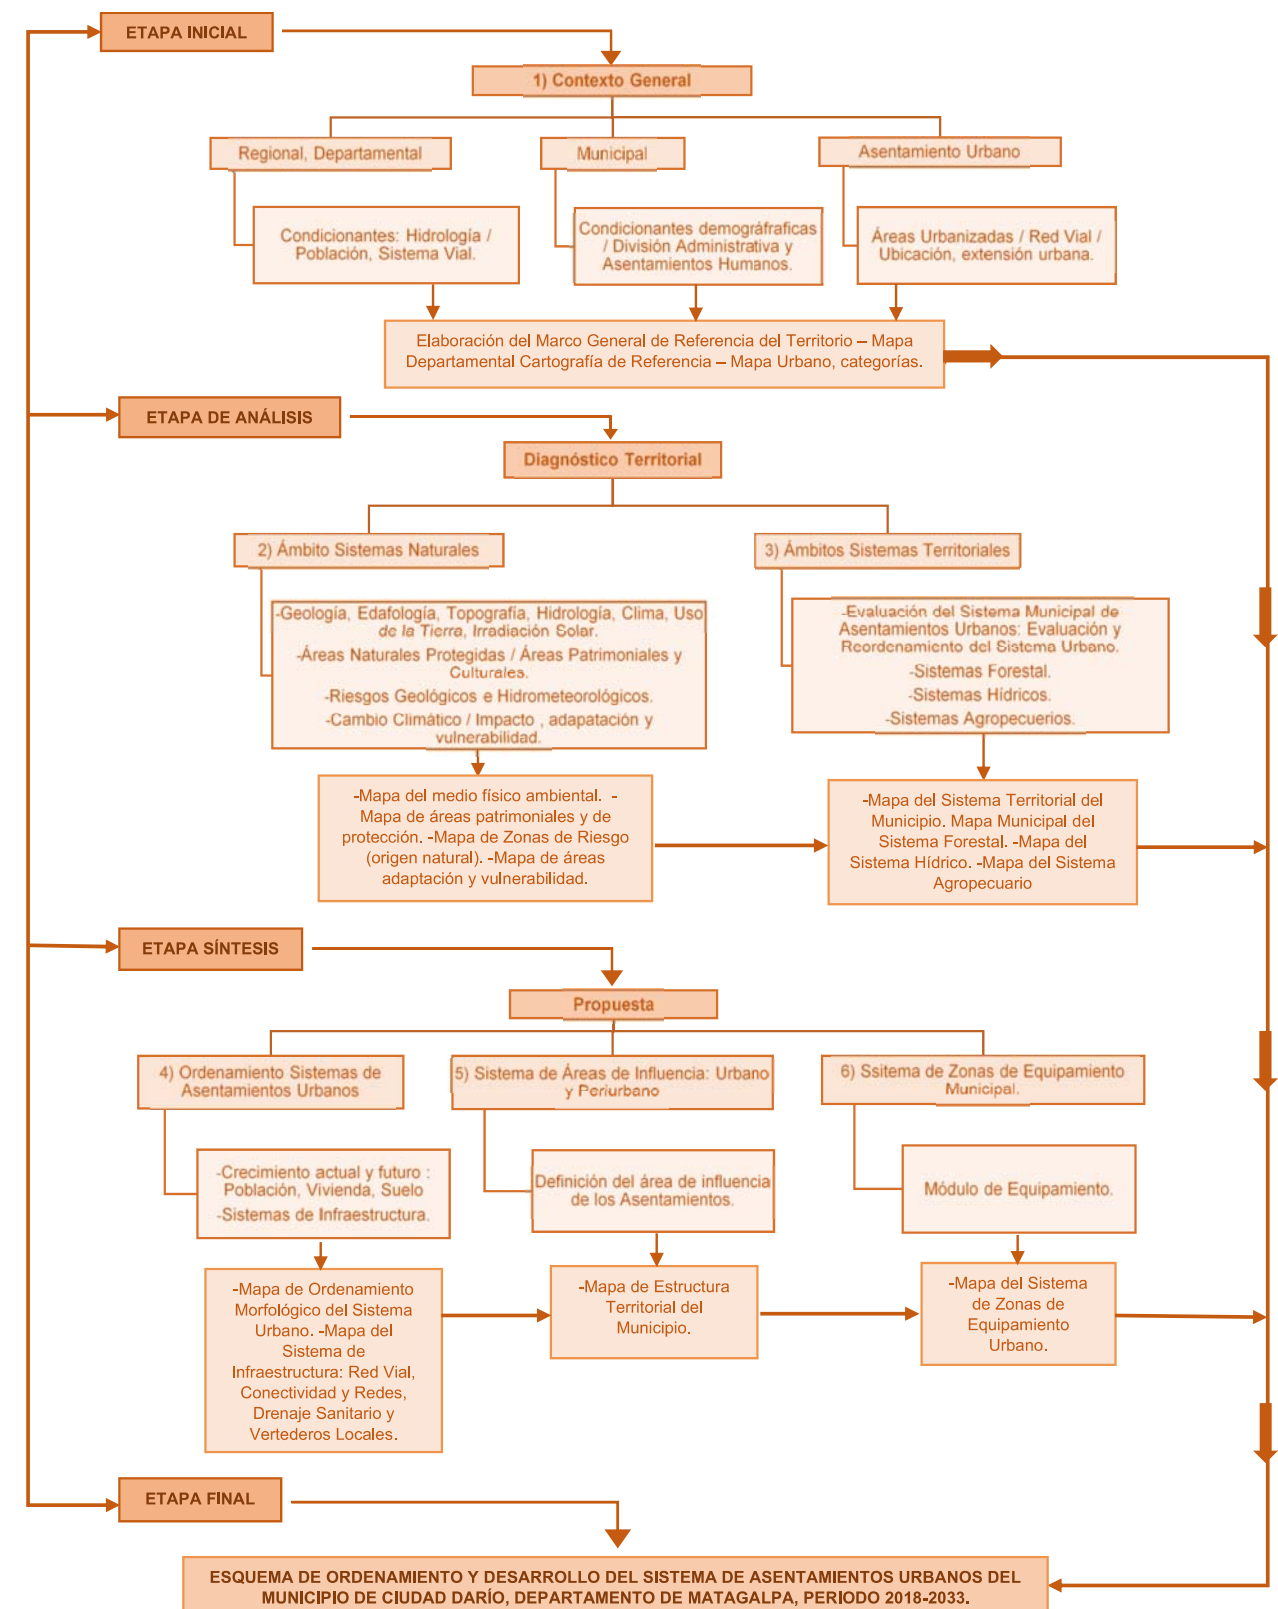 ETAPA INICIAL
1) Contexto General
Regional, Departamental
Municipal
Asentamiento Urbano
Condicionantes: Hidrología /
Población, Sistema Vial.
Condicionantes demográfraficas
/ División Administrativa y
Asentamientos Humanos.
Áreas Urbanizadas / Red Vial /
Ubicación, extensión urbana.
Elaboración del Marco General de Referencia del Territorio – Mapa
Departamental Cartografía de Referencia – Mapa Urbano, categorías.
ETAPA DE ANÁLISIS
Diagnóstico Territorial
2) Ámbito Sistemas Naturales
3) Ámbitos Sistemas Territoriales
-Geología, Edafología, Topografía, Hidrología, Clima, Uso
de la Tierra, Irradiación Solar.
-Áreas Naturales Protegidas / Áreas Patrimoniales y
Culturales.
-Riesgos Geológicos e Hidrometeorológicos.
-Cambio Climático / Impacto , adapatación y
vulnerabilidad.
-Evaluación del Sistema Municipal de
Asentamientos Urbanos: Evaluación y
Reordenamiento del Sistema Urbano.
-Sistemas Forestal.
-Sistemas Hídricos.
-Sistemas Agropecuerios.
-Mapa del medio físico ambiental. -
Mapa de áreas patrimoniales y de
protección. -Mapa de Zonas de Riesgo
(origen natural). -Mapa de áreas
adaptación y vulnerabilidad.
-Mapa del Sistema Territorial del
Municipio. Mapa Municipal del
Sistema Forestal. -Mapa del
Sistema Hídrico. -Mapa del Sistema
Agropecuario
ETAPA SÍNTESIS
Propuesta
4) Ordenamiento Sistemas de
Asentamientos Urbanos
5) Sistema de Áreas de Influencia: Urbano
y Periurbano
6) Ssitema de Zonas de Equipamiento
Municipal.
-Crecimiento actual y futuro :
Población, Vivienda, Suelo
-Sistemas de Infraestructura.
Definición del área de influencia
de los Asentamientos.
Módulo de Equipamiento.
-Mapa de Ordenamiento
Morfológico del Sistema
Urbano. -Mapa del
Sistema de
Infraestructura: Red Vial,
Conectividad y Redes,
Drenaje Sanitario y
Vertederos Locales.
-Mapa de Estructura
Territorial del
Municipio.
-Mapa del Sistema
de Zonas de
Equipamiento
Urbano.
ETAPA FINAL
ESQUEMA DE ORDENAMIENTO Y DESARROLLO DEL SISTEMA DE ASENTAMIENTOS URBANOS DEL
MUNICIPIO DE CIUDAD DARÍO, DEPARTAMENTO DE MATAGALPA, PERIODO 2018-2033.